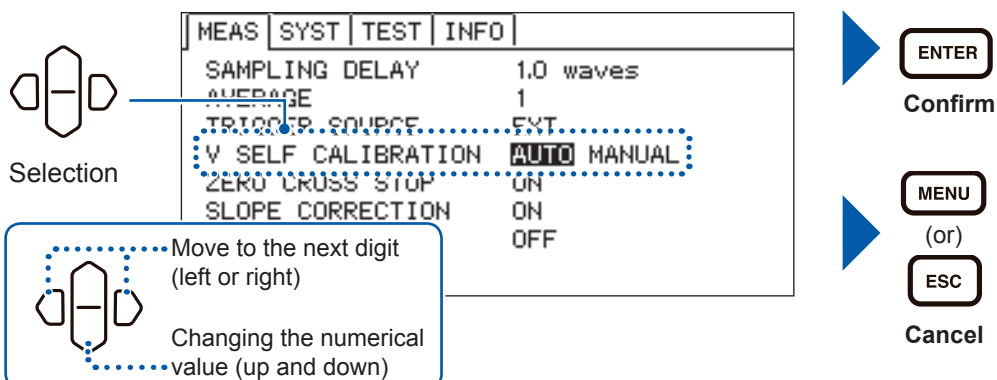 MEAS SYST TEST INFO
SAMPLING DELAY 1.0 waves
AVERAGE 1
TRIGGER SOURCE EXT
V SELF CALIBRATION AUTO MANUAL
ZERO CROSS STOP ON
SLOPE CORRECTION ON
OFF
Selection
Move to the next digit
(left or right)
Changing the numerical
value (up and down)
ENTER
Confirm
MENU
(or)
ESC
Cancel